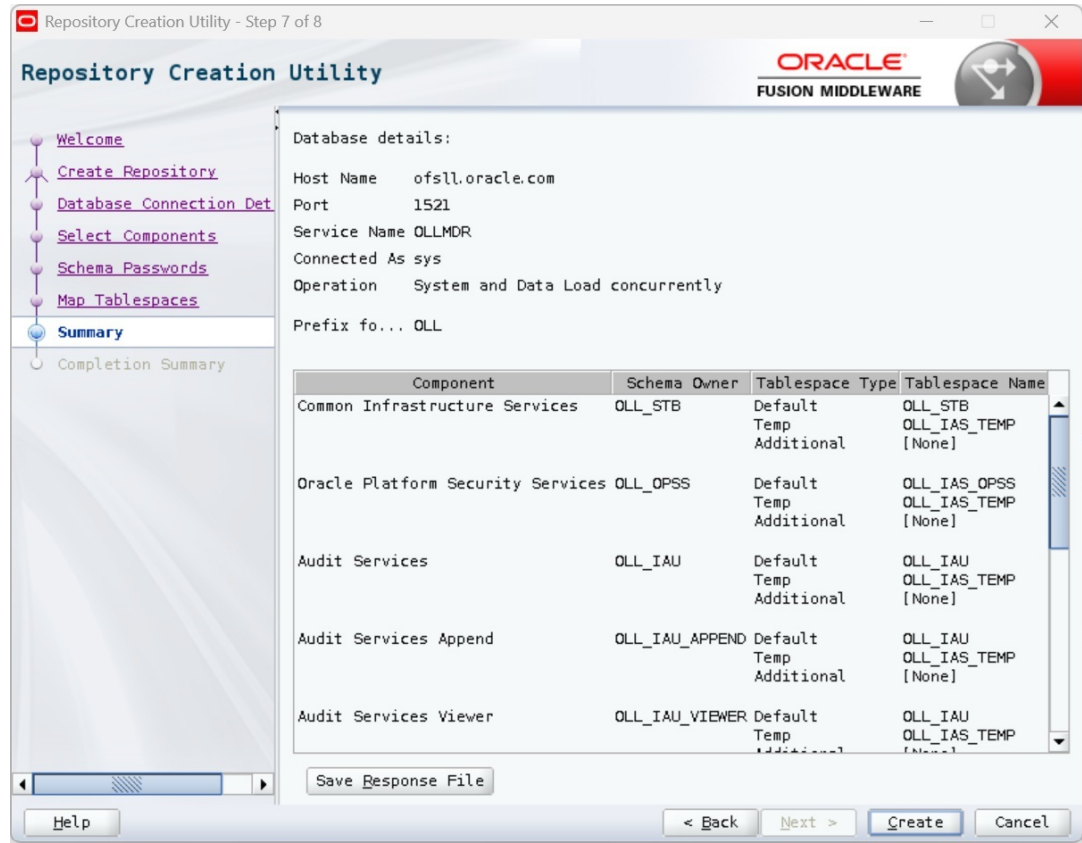 Repository Creation Utility - Step 7 of 8
Repository Creation Utility
ORACLE
FUSION MIDDLEWARE
Welcome
Create Repository
Database Connection Det
Select Components
Schema Passwords
Map Tablespaces
Summary
Completion Summary
Database details:
Host Name ofsll.oracle.com
Port 1521
Service Name OLLMDR
Connected As sys
Operation System and Data Load concurrently
Prefix fo... OLL
Component Schema Owner Tablespace Type Tablespace Name
Common Infrastructure Services OLL_STB Default OLL_STB
Temp OLL_IAS_TEMP
Additional [None]
Oracle Platform Security Services OLL_OPSS Default OLL_IAS_OPSS
Temp OLL_IAS_TEMP
Additional [None]
Audit Services OLL_IAU Default OLL_IAU
Temp OLL_IAS_TEMP
Additional [None]
Audit Services Append OLL_IAU_APPEND Default OLL_IAU
Temp OLL_IAS_TEMP
Additional [None]
Audit Services Viewer OLL_IAU_VIEWER Default OLL_IAU
Temp OLL_IAS_TEMP
Save Response File
Help
< Back Next > Create Cancel